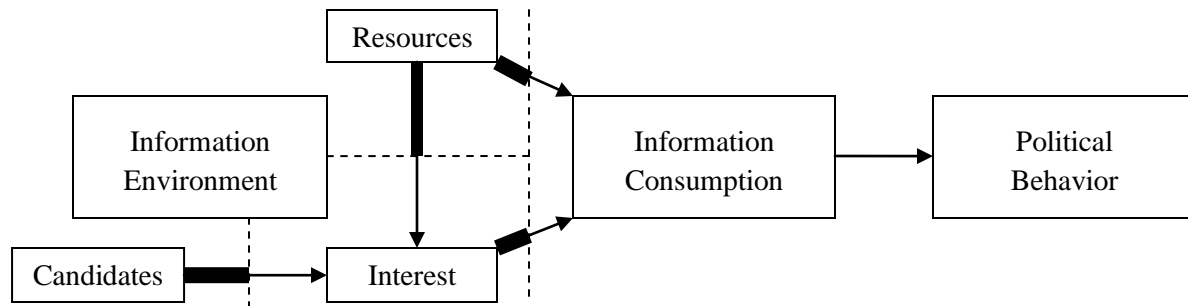 Resources
Information
Environment
Information
Consumption
Political
Behavior
Candidates
Interest